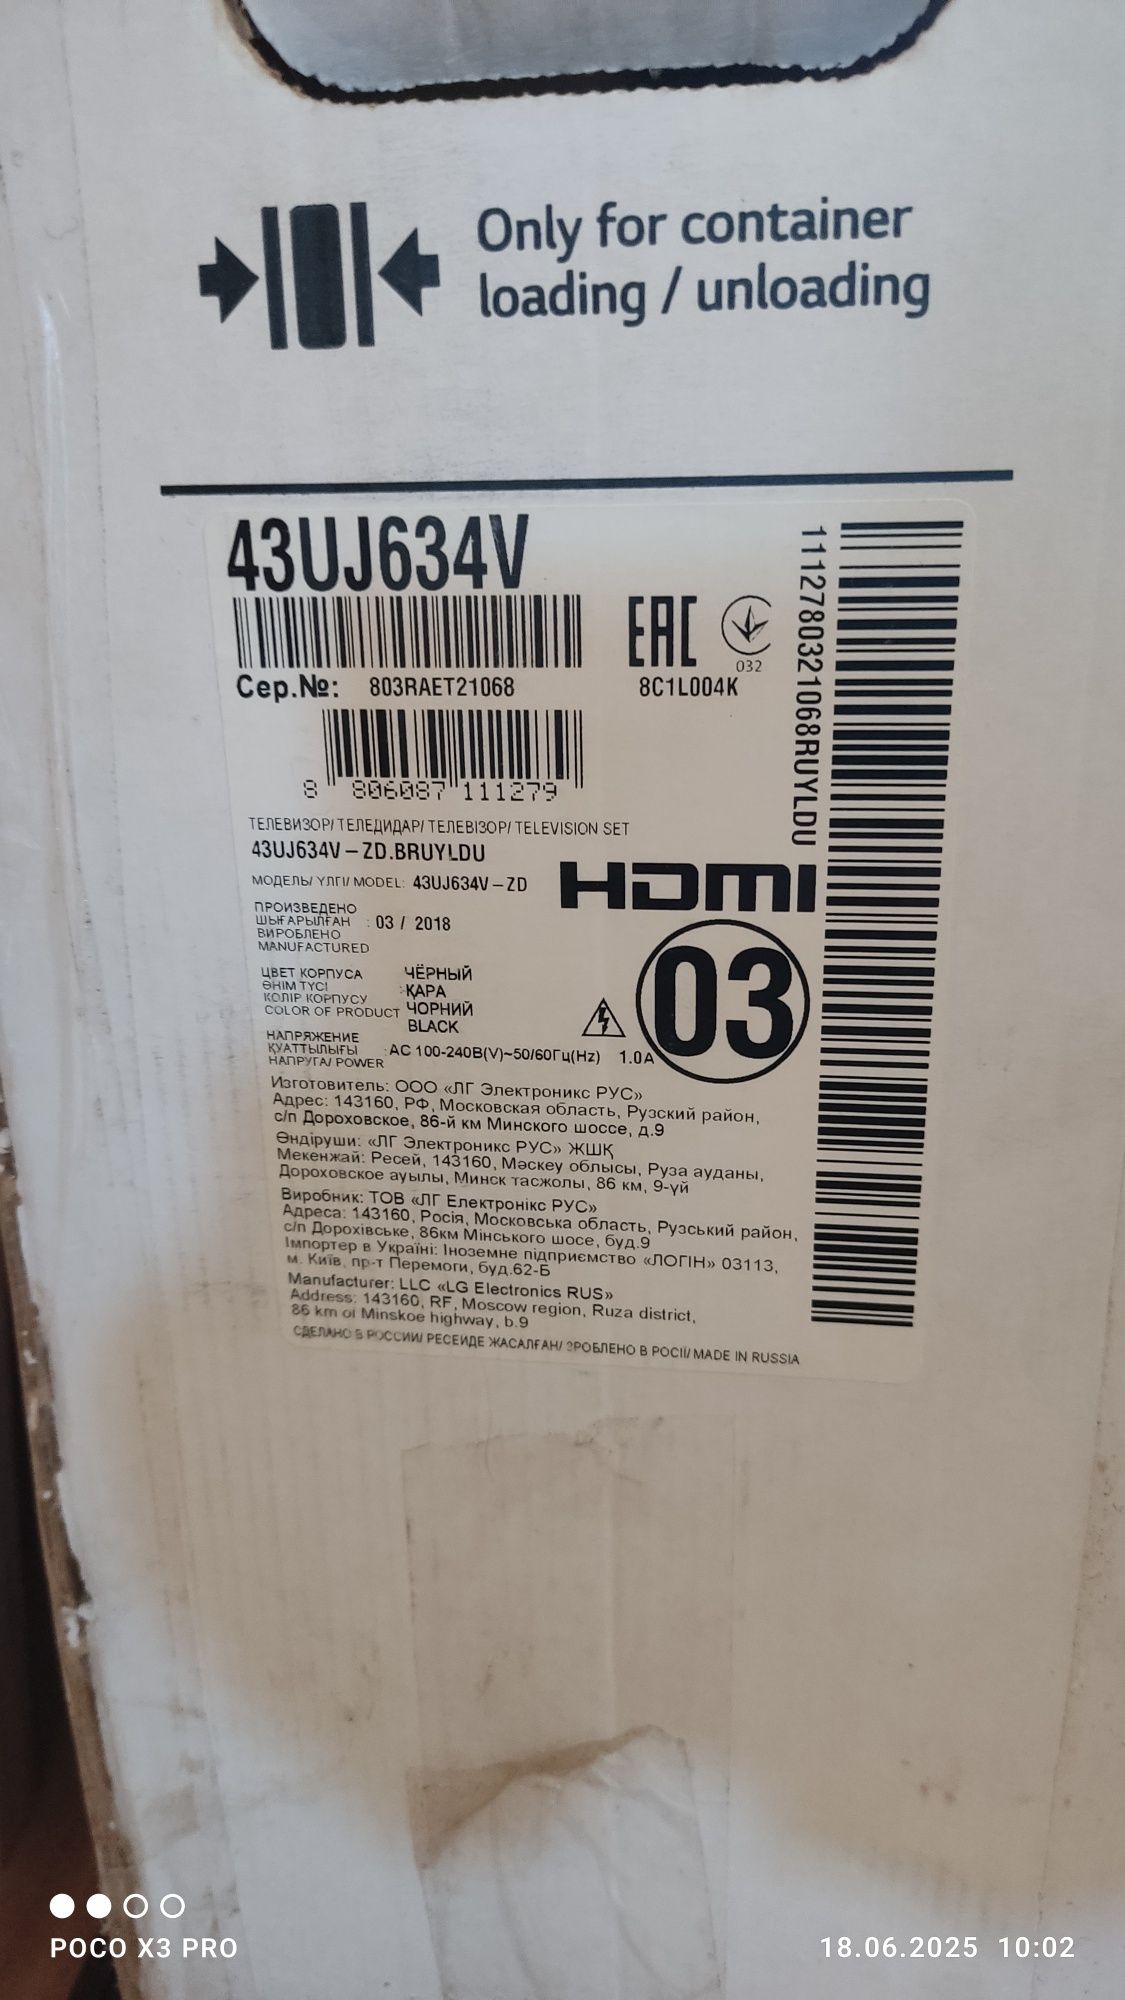 Only for container
loading / unloading
43UJ634V
Сер.№: 803RAET21068
EAC
032
8C1L004K
1112780321068RUYLDU
8 806087 111279
ТЕЛЕВИЗОР/ ТЕЛЕДИДАР/ ТЕЛЕВІЗОР/ TELEVISION SET
43UJ634V – ZD.BRUYLDU
МОДЕЛЬ/ ҮЛГІ/ MODEL: 43UJ634V – ZD
HDMI
ПРОИЗВЕДЕНО
ШЫҒАРЫЛҒАН : 03 / 2018
ВИРОБЛЕНО
MANUFACTURED
03
ЦВЕТ КОРПУСА ЧЁРНЫЙ
ӨНІМ ТҮСІ : ҚАРА
КОЛІР КОРПУСУ ЧОРНИЙ
COLOR OF PRODUCT BLACK
НАПРЯЖЕНИЕ
ҚУАТТЫЛЫҒЫ : AC 100-240В(V)~50/60Гц(Hz) 1.0A
НАПРУГА/ POWER
Изготовитель: ООО «ЛГ Электроникс РУС»
Адрес: 143160, РФ, Московская область, Рузский район,
с/п Дороховское, 86-й км Минского шоссе, д.9
Өндіруши: «ЛГ Электроникс РУС» ЖШҚ
Мекенжай: Ресей, 143160, Мәскеу облысы, Руза ауданы,
Дороховское ауылы, Минск тасжолы, 86 км, 9-үй
Виробник: ТОВ «ЛГ Електронікс РУС»
Адреса: 143160, Росія, Московська область, Рузський район,
с/п Дорохівське, 86км Мінського шосе, буд.9
Імпортер в Україні: Іноземне підприємство «ЛОГІН» 03113,
м. Київ, пр-т Перемоги, буд.62-Б
Manufacturer: LLC «LG Electronics RUS»
Address: 143160, RF, Moscow region, Ruza district,
86 km of Minskoe highway, b.9
СДЕЛАНО В РОССИИ/ РЕСЕЙДЕ ЖАСАЛҒАН/ ЗРОБЛЕНО В РОСІЇ/ MADE IN RUSSIA
POCO X3 PRO
18.06.2025 10:02